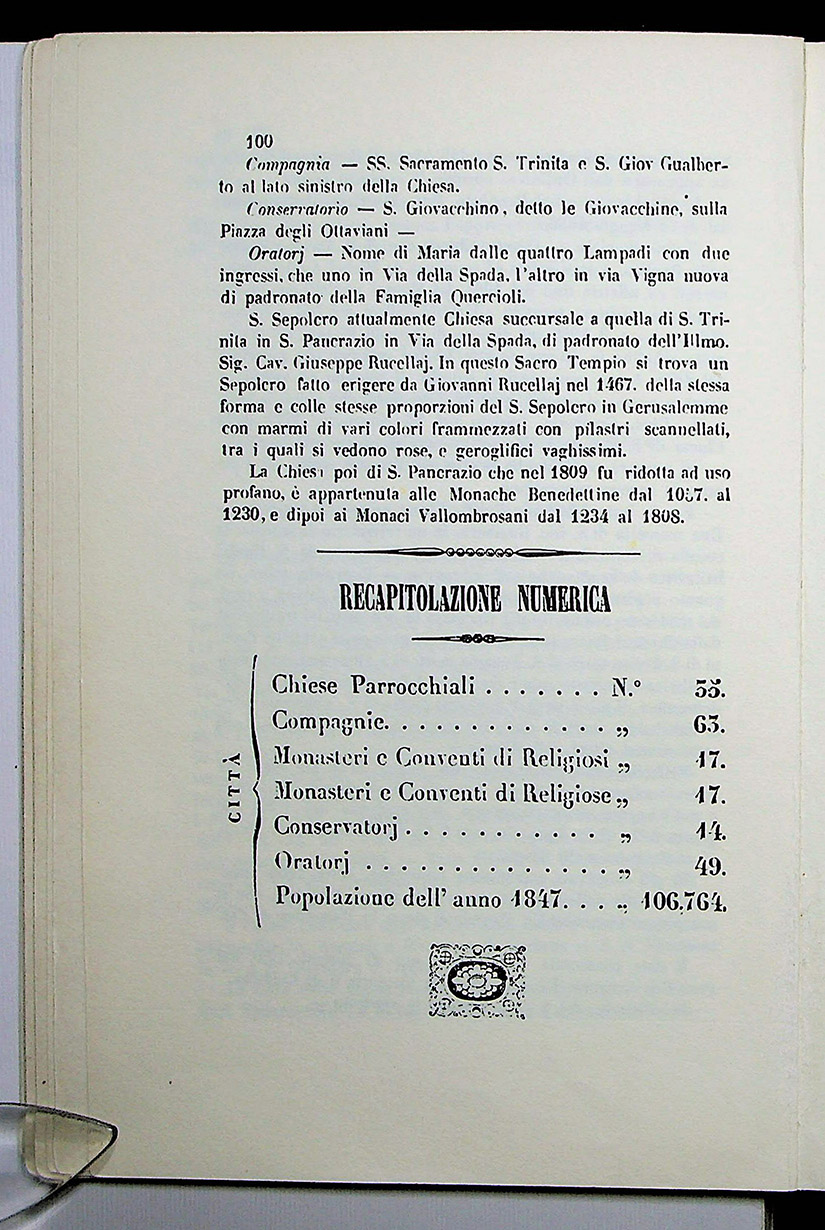 100
Compagnia — SS. Sacramento S. Trinita e S. Giov Gualber-
to al lato sinistro della Chiesa.
Conservatorio — S. Giovacchino, detto le Giovacchine, sulla
Piazza degli Ottaviani —
Oratorj — Nome di Maria dalle quattro Lampadi con due
ingressi, che uno in Via della Spada, l'altro in via Vigna nuova
di padronato della Famiglia Quercioli.
S. Sepolcro attualmente Chiesa succursale a quella di S. Tri-
nita in S. Pancrazio in Via della Spada, di padronato dell'Illmo.
Sig. Cav. Giuseppe Rucellaj. In questo Sacro Tempio si trova un
Sepolcro fatto erigere da Giovanni Rucellaj nel 1467. della stessa
forma e colle stesse proporzioni del S. Sepolcro in Gerusalemme
con marmi di vari colori frammezzati con pilastri scannellati,
tra i quali si vedono rose, e geroglifici vaghissimi.
La Chiesa poi di S. Pancrazio che nel 1809 fu ridotta ad uso
profano, è appartenuta alle Monache Benedettine dal al
1230, e dipoi ai Monaci Vallombrosani dal 1234 al 1808.
RECAPITOLAZIONE NUMERICA
CITTÀ
Chiese Parrocchiali . . . . . . . N.°
Compagnie. . . . . . . . . . . . . „
Monasteri e Conventi di Religiosi „ 17.
Monasteri e Conventi di Religiose „ 17.
Conservatorj . . . . . . . . . . . . „ 14.
Oratorj . . . . . . . . . . . . . . . „ 49.
Popolazione dell' anno 1847. . . . „ 106,764.